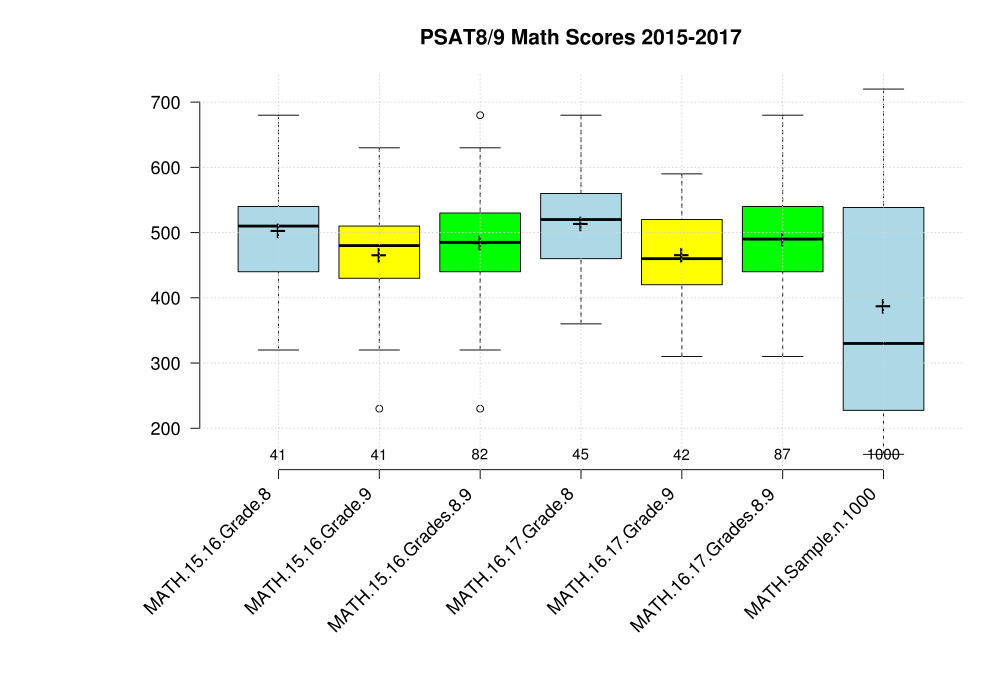 PSAT8/9 Math Scores 2015-2017
700
600
500
400
300
200
41 41 82 45 42 87 1000
MATH.15.16.Grade.8
MATH.15.16.Grade.9
MATH.15.16.Grades.8.9
MATH.16.17.Grade.8
MATH.16.17.Grade.9
MATH.16.17.Grades.8.9
MATH.Sample.n.1000